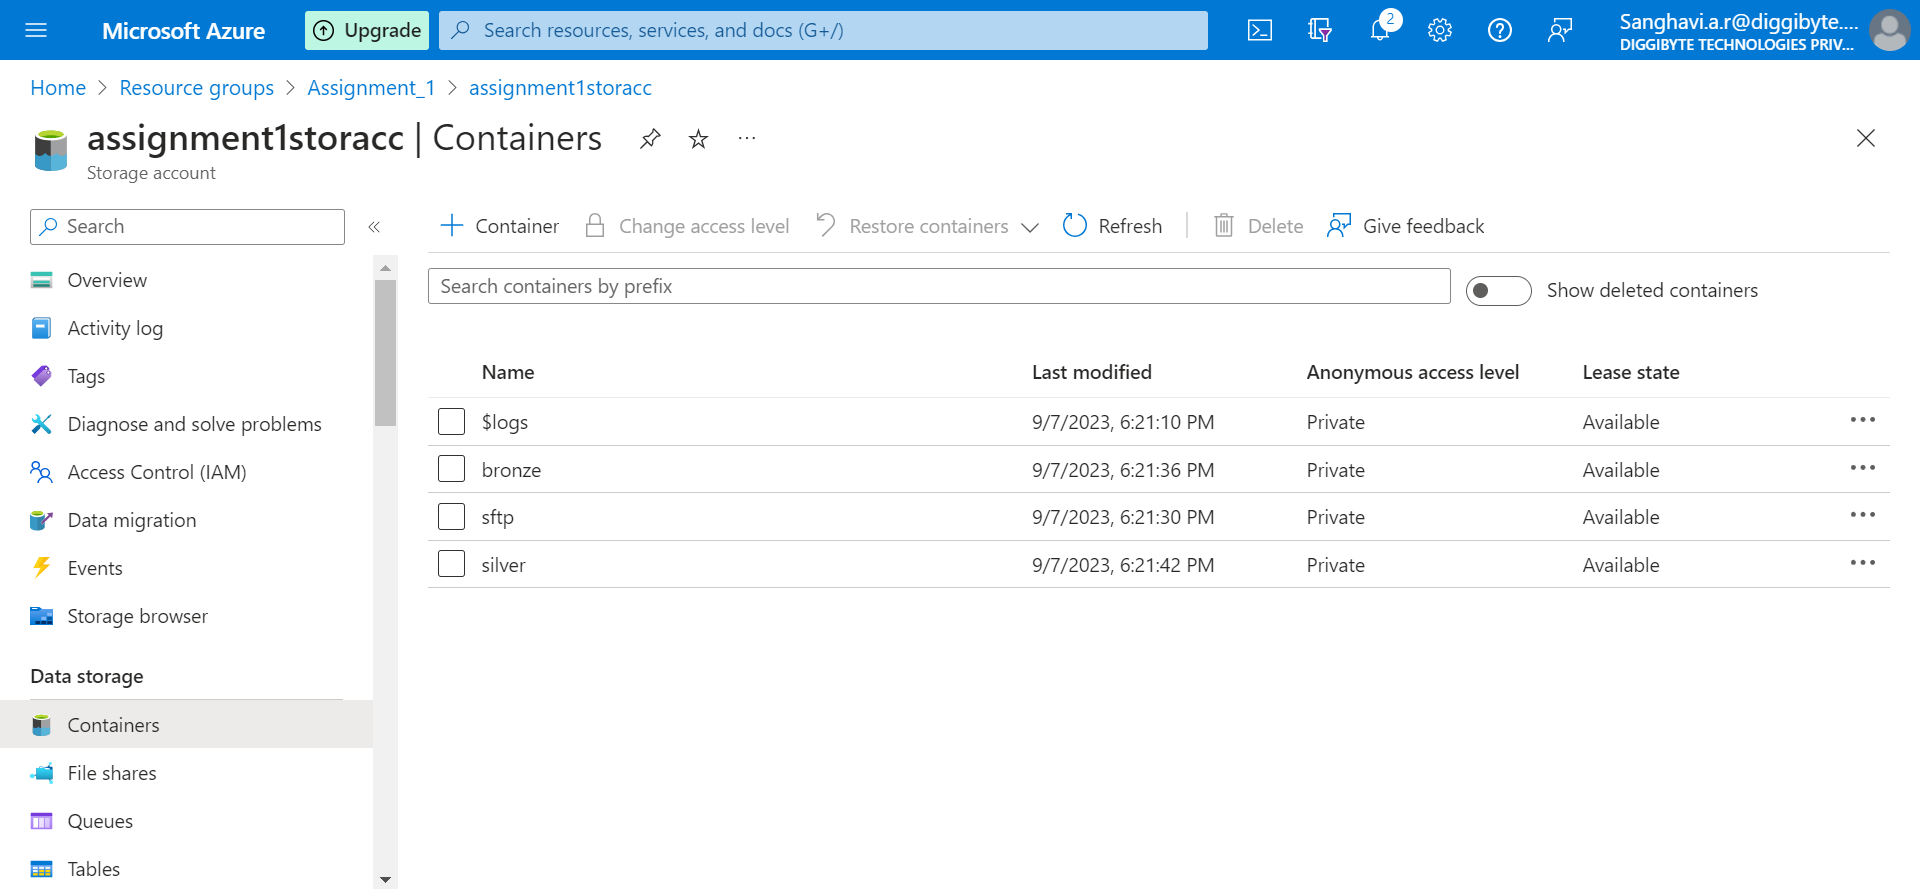 Microsoft Azure
Upgrade
Search resources, services, and docs (G+/)
2
Sanghavi.a.r@diggibyte....
DIGGIBYTE TECHNOLOGIES PRIV...
Home > Resource groups > Assignment_1 > assignment1storacc
assignment1storacc | Containers
Storage account
Search
Container
Change access level
Restore containers
Refresh
Delete
Give feedback
Search containers by prefix
Show deleted containers
Overview
Activity log
Tags
Diagnose and solve problems
Access Control (IAM)
Data migration
Events
Storage browser
Data storage
Containers
File shares
Queues
Tables
Name Last modified Anonymous access level Lease state
$logs 9/7/2023, 6:21:10 PM Private Available
bronze 9/7/2023, 6:21:36 PM Private Available
sftp 9/7/2023, 6:21:30 PM Private Available
silver 9/7/2023, 6:21:42 PM Private Available